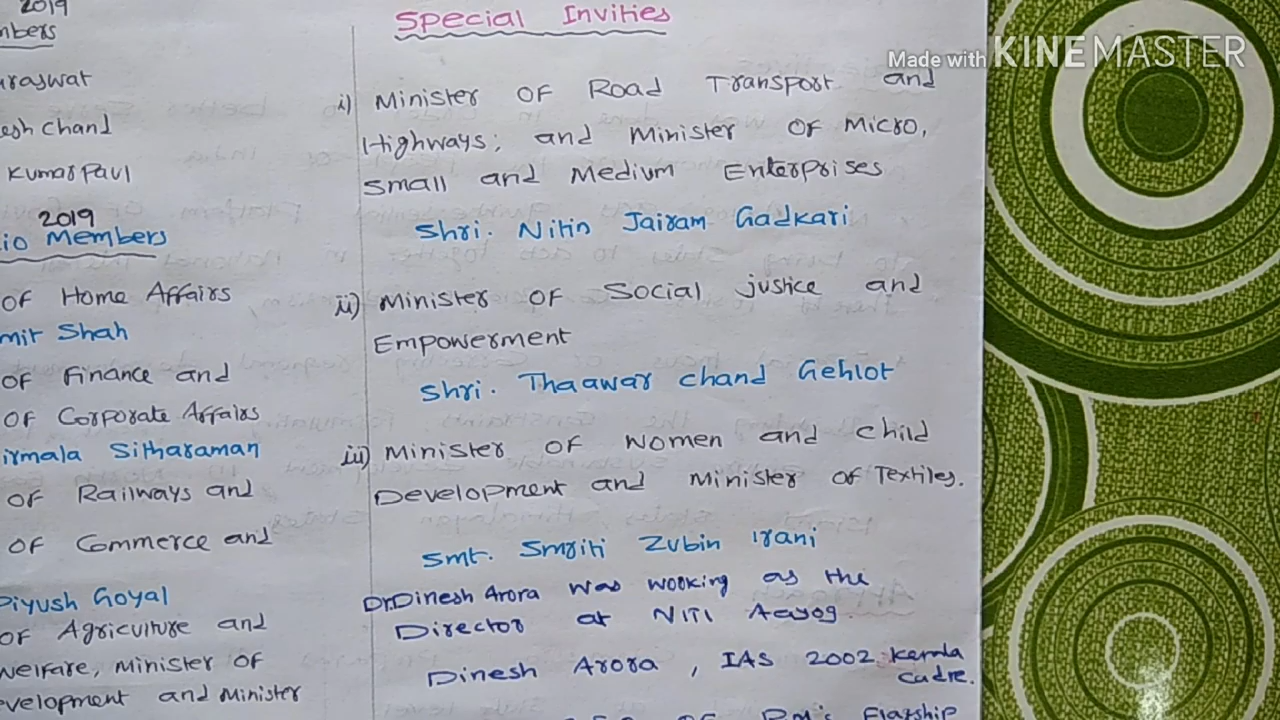 2019
mbers
araswat
esh chand
Kumar Paul
2019
io Members
OF Home Affairs
mit Shah
OF Finance and
OF Corporate Affairs
irmala Sitharaman
OF Railways and
OF Commerce and
Piyush Goyal
OF Agriculture and
welfare, Minister OF
evelopment and Minister
Special Invities
i) Minister OF Road Transport and
Highways; and Minister OF Micro,
Small and Medium Enterprises
Shri. Nitin Jairam Gadkari
ii) Minister OF Social justice and
Empowerment
Shri. Thaawar chand Gehlot
iii) Minister OF Women and child
Development and Minister OF Textiles.
Smt. Smriti Zubin Irani
Dr.Dinesh Arora was wooking as the
Director at NITI Aayog.
Dinesh Arora, IAS 2002 Kerala
Cadre.
OF PM's Flagship
Made with KINEMASTER